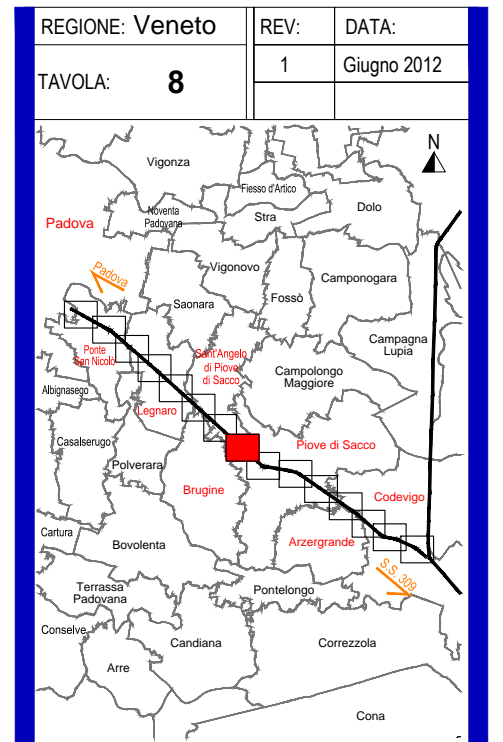 REGIONE: Veneto
REV:
DATA:
TAVOLA: 8
1
Giugno 2012
N
Vigonza
Fiesso d'Artico
Dolo
Noventa
Padovana
Stra
Padova
Padova
Vigonovo
Camponogara
Saonara
Fossò
Campagna
Lupia
Ponte
San Nicolò
Sant'Angelo
di Piove
di Sacco
Campolongo
Maggiore
Albignasego
Legnaro
Casalserugo
Piove di Sacco
Polverara
Brugine
Codevigo
Cartura
Bovolenta
Arzergrande
S.S. 309
Terrassa
Padovana
Pontelongo
Conselve
Candiana
Correzzola
Arre
Cona